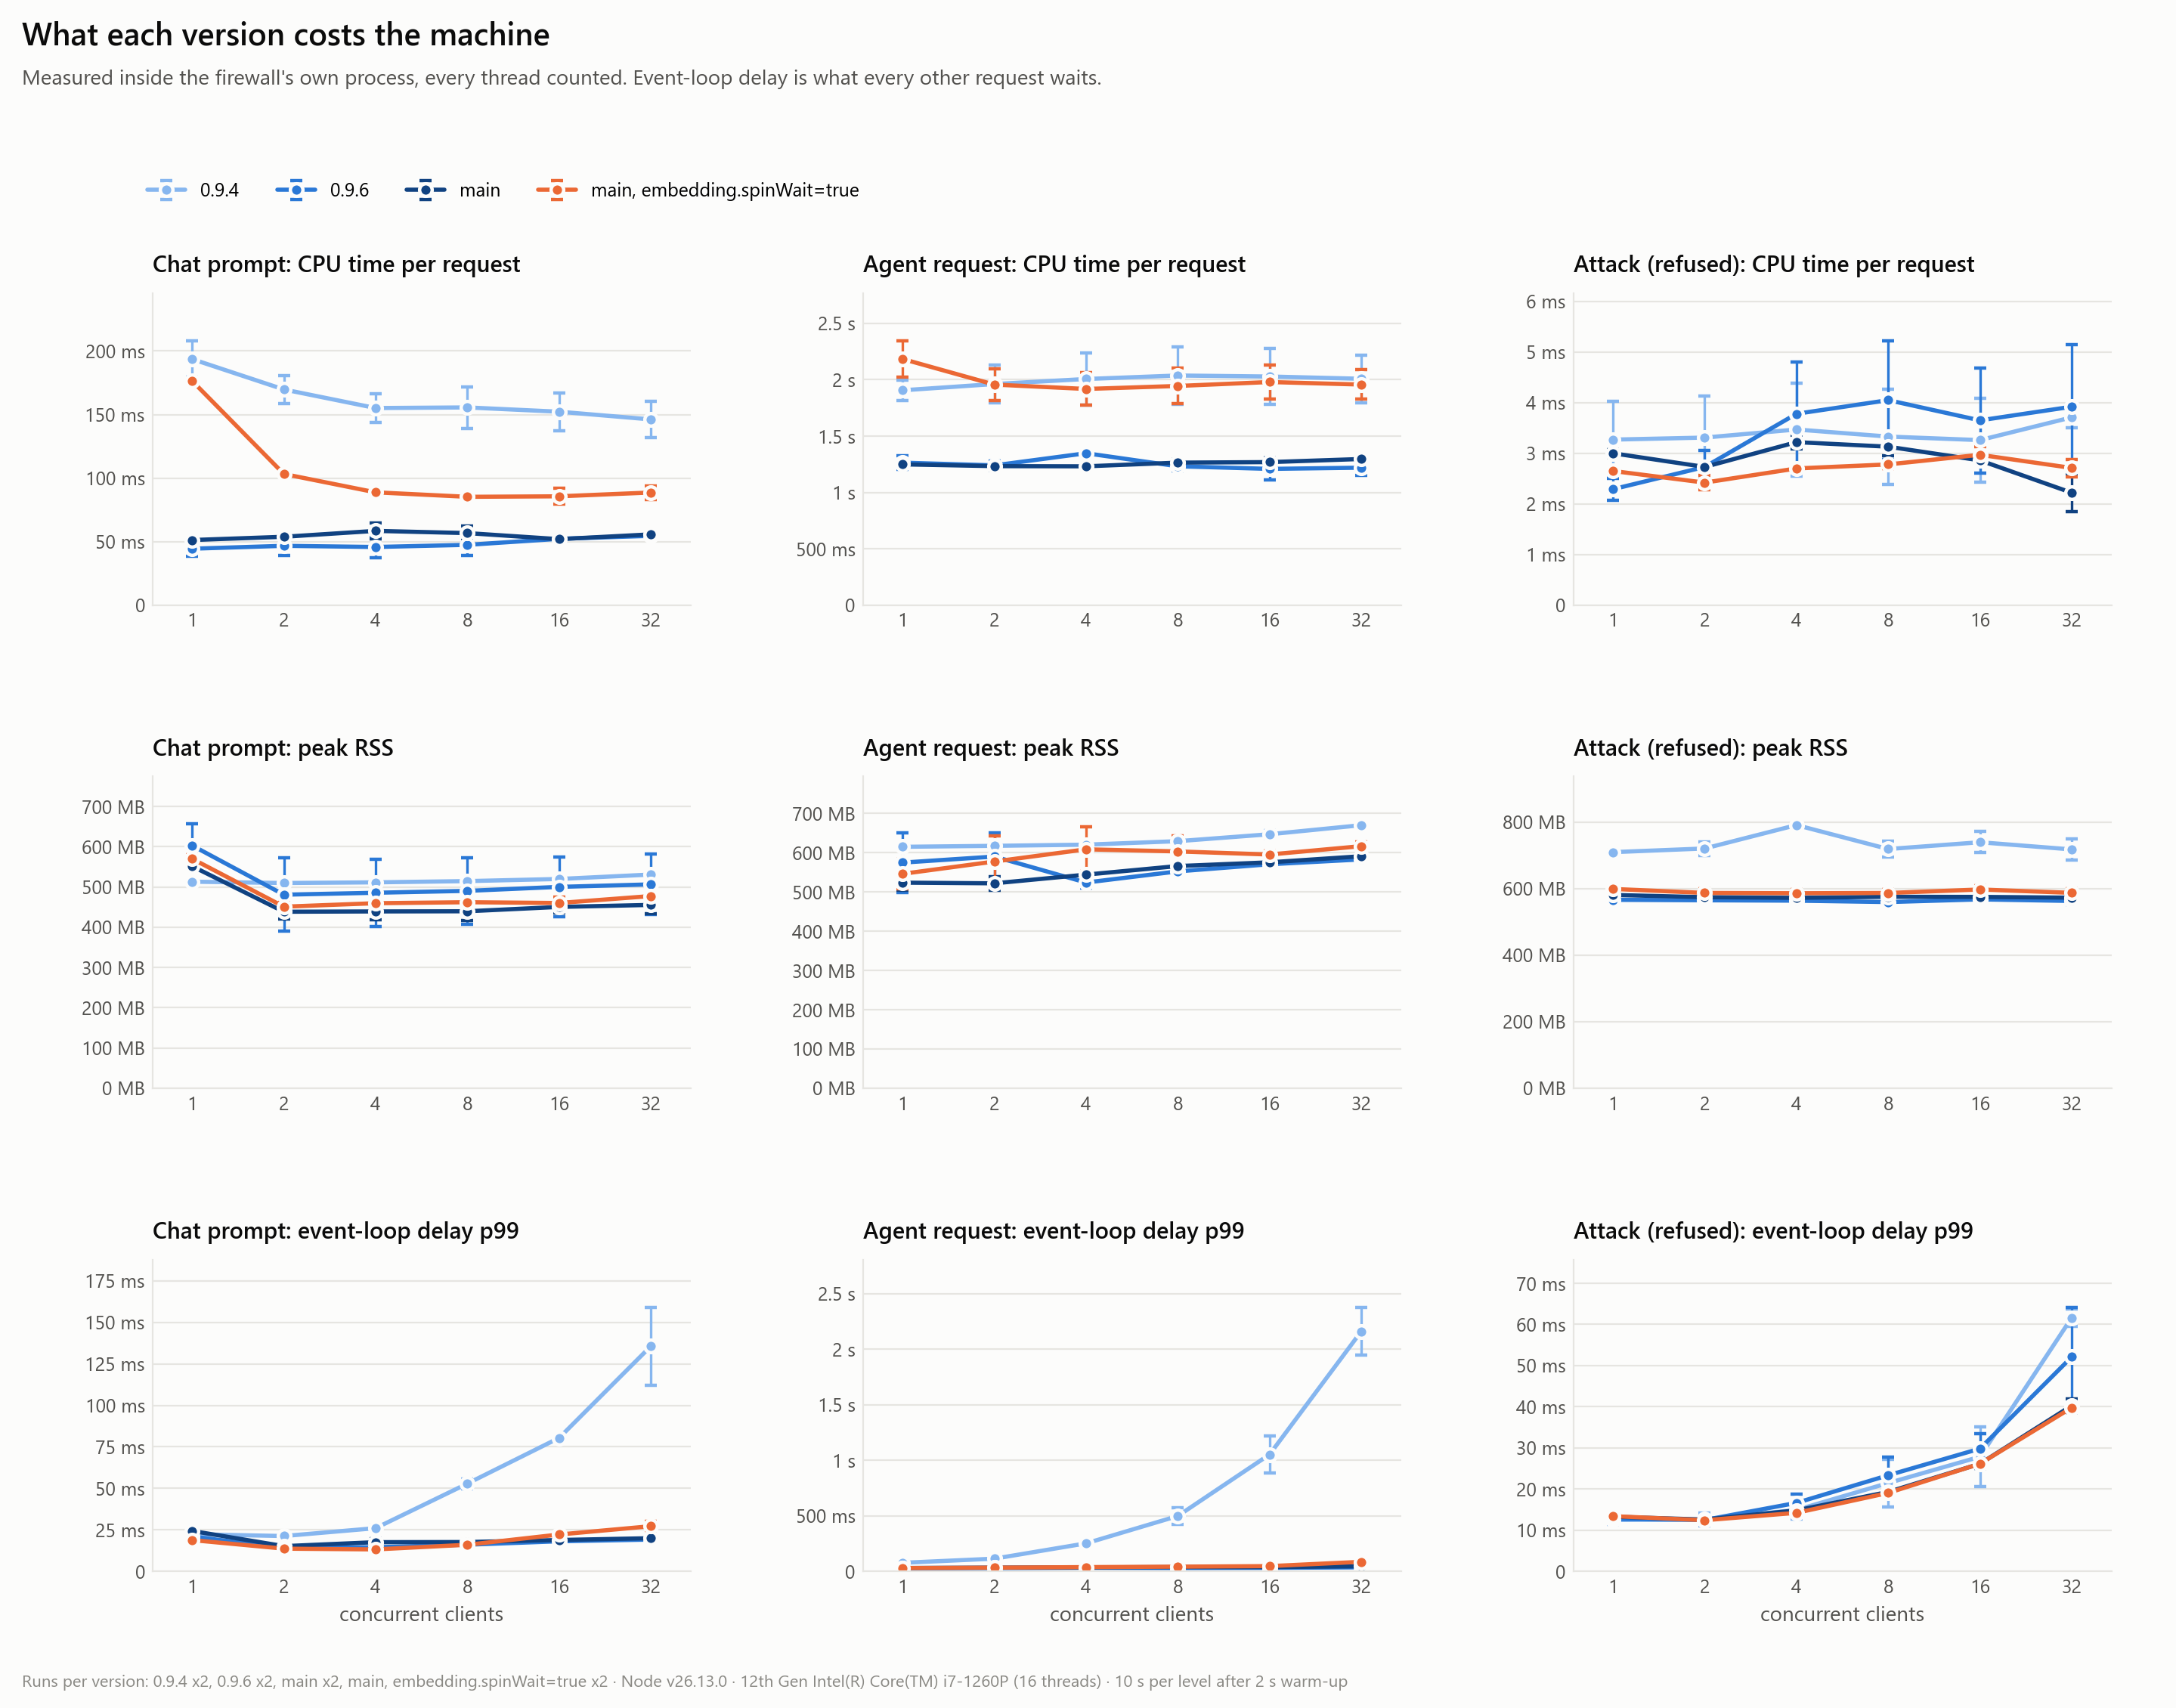 What each version costs the machine
Measured inside the firewall's own process, every thread counted. Event-loop delay is what every other request waits.
0.9.4
0.9.6
main
main, embedding.spinWait=true
Chat prompt: CPU time per request
200 ms
150 ms
100 ms
50 ms
0
1 2 4 8 16 32
Agent request: CPU time per request
2.5 s
2 s
1.5 s
1 s
500 ms
0
1 2 4 8 16 32
Attack (refused): CPU time per request
6 ms
5 ms
4 ms
3 ms
2 ms
1 ms
0
1 2 4 8 16 32
Chat prompt: peak RSS
700 MB
600 MB
500 MB
400 MB
300 MB
200 MB
100 MB
0 MB
1 2 4 8 16 32
Agent request: peak RSS
700 MB
600 MB
500 MB
400 MB
300 MB
200 MB
100 MB
0 MB
1 2 4 8 16 32
Attack (refused): peak RSS
800 MB
600 MB
400 MB
200 MB
0 MB
1 2 4 8 16 32
Chat prompt: event-loop delay p99
175 ms
150 ms
125 ms
100 ms
75 ms
50 ms
25 ms
0
1 2 4 8 16 32
concurrent clients
Agent request: event-loop delay p99
2.5 s
2 s
1.5 s
1 s
500 ms
0
1 2 4 8 16 32
concurrent clients
Attack (refused): event-loop delay p99
70 ms
60 ms
50 ms
40 ms
30 ms
20 ms
10 ms
0
1 2 4 8 16 32
concurrent clients
Runs per version: 0.9.4 x2, 0.9.6 x2, main x2, main, embedding.spinWait=true x2 · Node v26.13.0 · 12th Gen Intel(R) Core(TM) i7-1260P (16 threads) · 10 s per level after 2 s warm-up